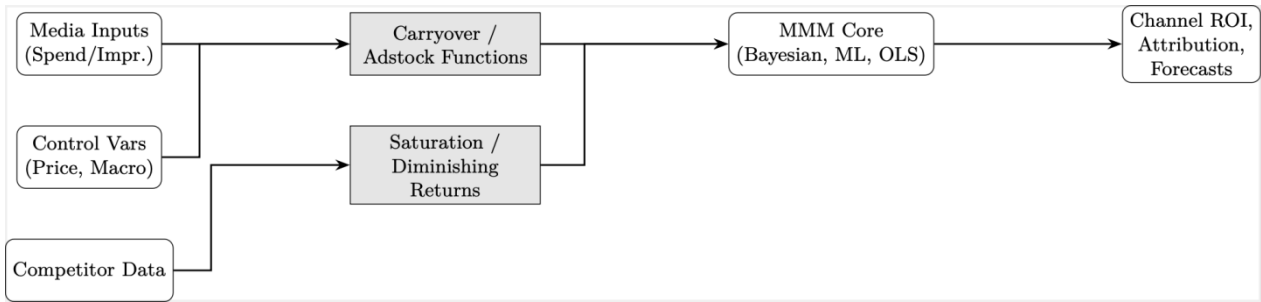 Media Inputs
(Spend/Impr.)
Control Vars
(Price, Macro)
Competitor Data
Carryover /
Adstock Functions
Saturation /
Diminishing
Returns
MMM Core
(Bayesian, ML, OLS)
Channel ROI,
Attribution,
Forecasts